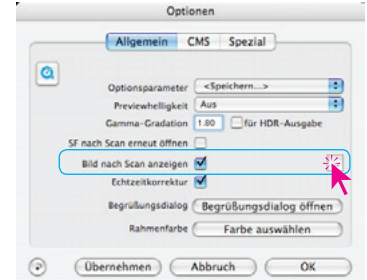 Optionen
Allgemein CMS Spezial
Optionsparameter <Speichern...>
Previewhelligkeit Aus
Gamma-Gradation 1.80 für HDR-Ausgabe
SF nach Scan erneut öffnen
Bild nach Scan anzeigen
Echtzeitkorrektur
Begrüßungsdialog Begrüßungsdialog öffnen
Rahmenfarbe Farbe auswählen
Übernehmen Abbruch OK